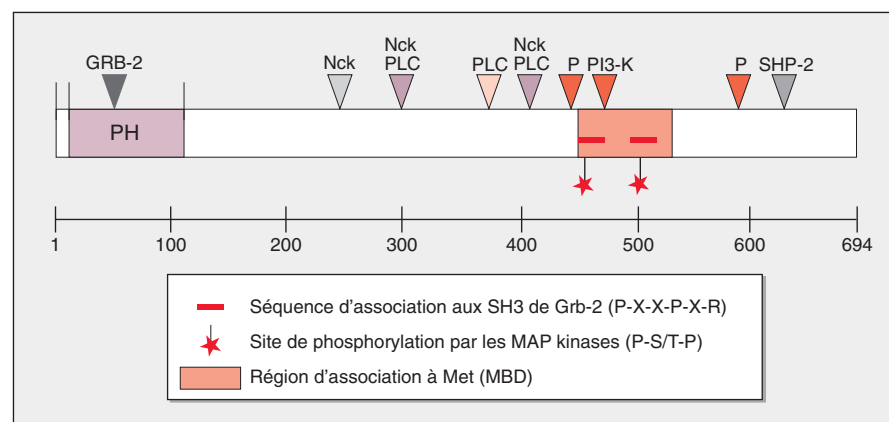 Nck Nck
GRB-2 Nck PLC PLC PLC P PI3-K P SHP-2
PH
1 100 200 300 400 500 600 694
Séquence d'association aux SH3 de Grb-2 (P-X-X-P-X-R)
Site de phosphorylation par les MAP kinases (P-S/T-P)
Région d'association à Met (MBD)